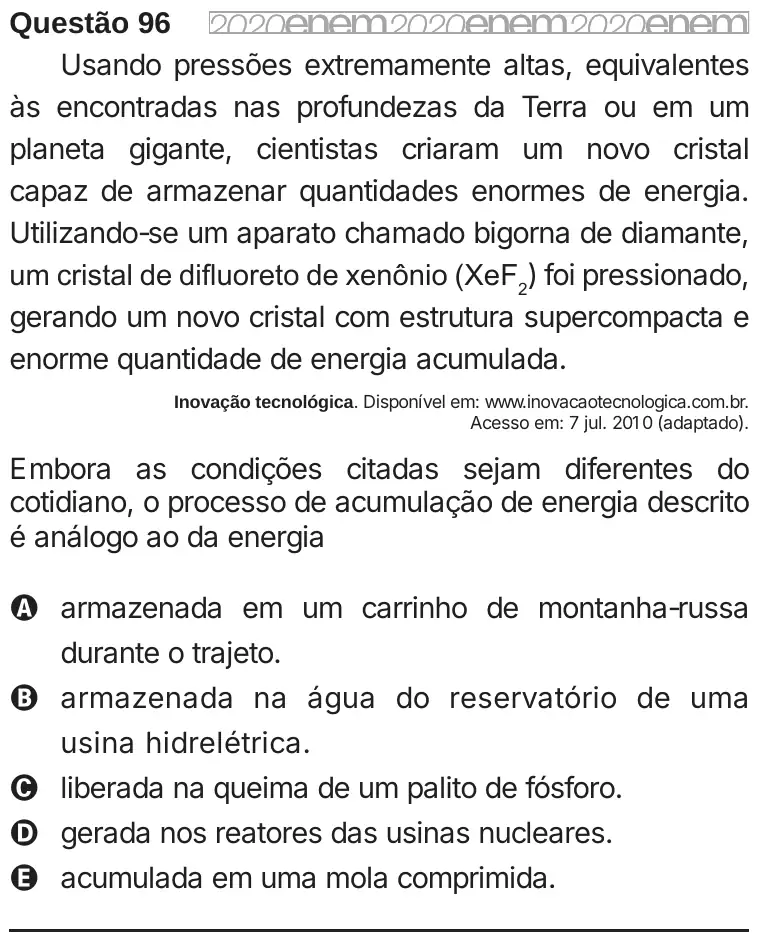 Questão 96 2020enem2020enem2020enem
Usando pressões extremamente altas, equivalentes
às encontradas nas profundezas da Terra ou em um
planeta gigante, cientistas criaram um novo cristal
capaz de armazenar quantidades enormes de energia.
Utilizando-se um aparato chamado bigorna de diamante,
um cristal de difluoreto de xenônio (XeF₂) foi pressionado,
gerando um novo cristal com estrutura supercompacta e
enorme quantidade de energia acumulada.
Inovação tecnológica. Disponível em: www.inovacaotecnologica.com.br.
Acesso em: 7 jul. 2010 (adaptado).
Embora as condições citadas sejam diferentes do
cotidiano, o processo de acumulação de energia descrito
é análogo ao da energia
A armazenada em um carrinho de montanha-russa
durante o trajeto.
B armazenada na água do reservatório de uma
usina hidrelétrica.
C liberada na queima de um palito de fósforo.
D gerada nos reatores das usinas nucleares.
E acumulada em uma mola comprimida.